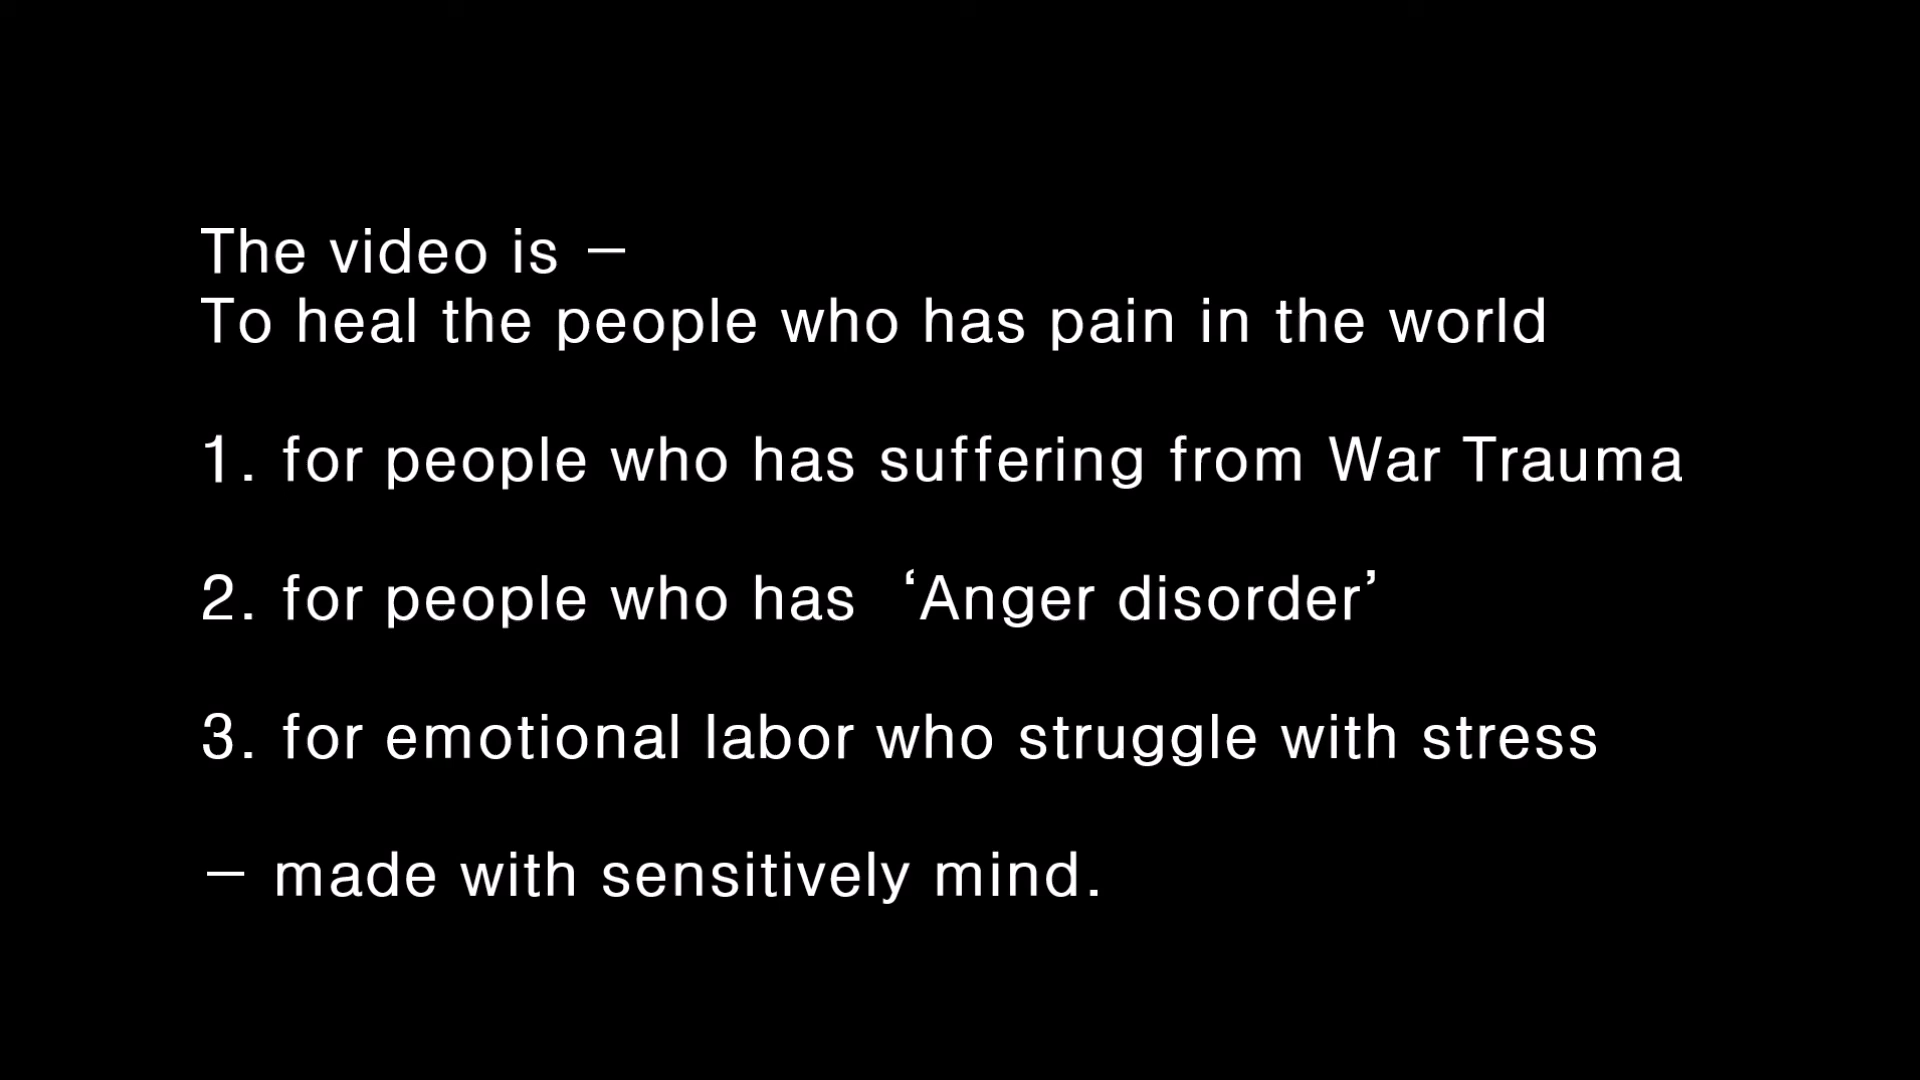 The video is –
To heal the people who has pain in the world
1. for people who has suffering from War Trauma
2. for people who has ‘Anger disorder’
3. for emotional labor who struggle with stress
– made with sensitively mind.